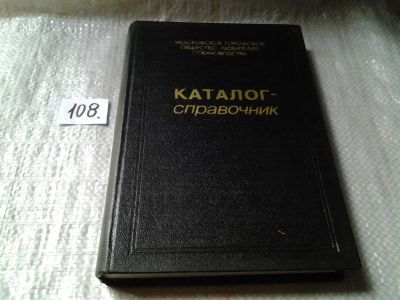 МОСКОВСКОЕ ГОРОДСКОЕ
ОБЩЕСТВО ЛЮБИТЕЛЕЙ
СОБАКОВОДСТВА
КАТАЛОГ-
справочник
108.